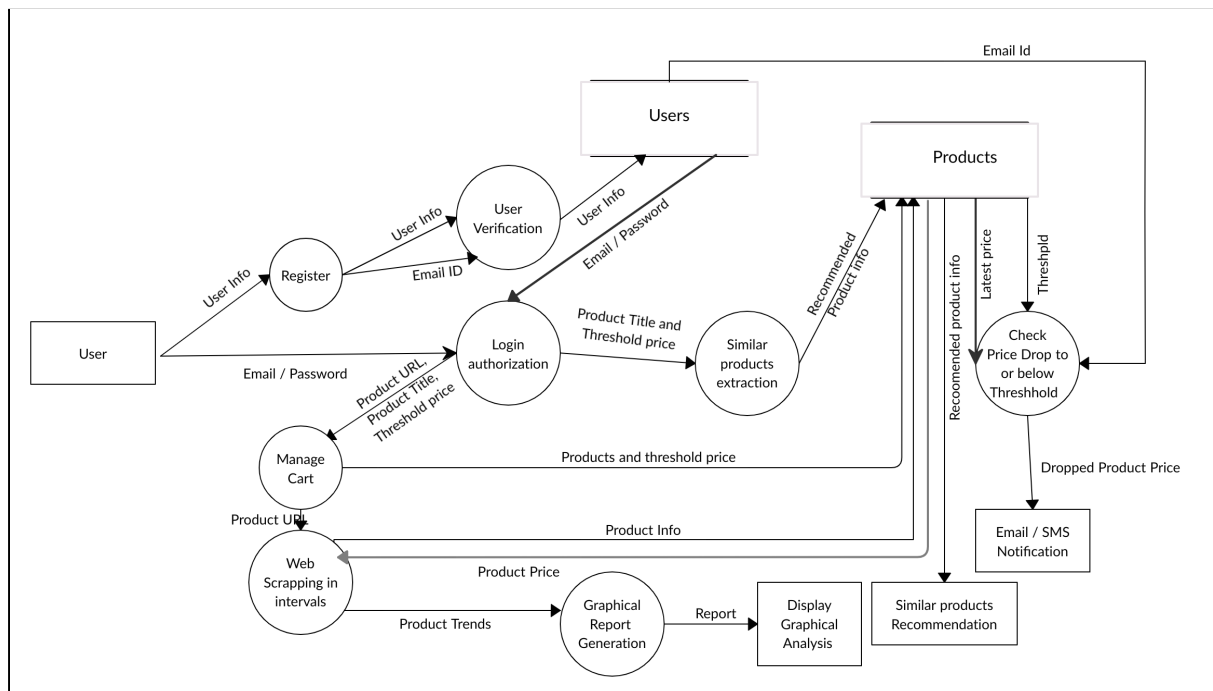 Email Id
Users
Products
User
Verification
User Info
User Info
Email / Password
Register
Email ID
User Info
User
Email / Password
Login
authorization
Product Title and
Threshold price
Similar
products
extraction
Recommended
Product info
Recoomended product info
Latest price
Threshpld
Check
Price Drop to
or below
Threshhold
Product URL,
Product Title,
Threshold price
Manage
Cart
Products and threshold price
Dropped Product Price
Product URL
Product Info
Email / SMS
Notification
Web
Scrapping in
intervals
Product Price
Product Trends
Graphical
Report
Generation
Report
Display
Graphical
Analysis
Similar products
Recommendation